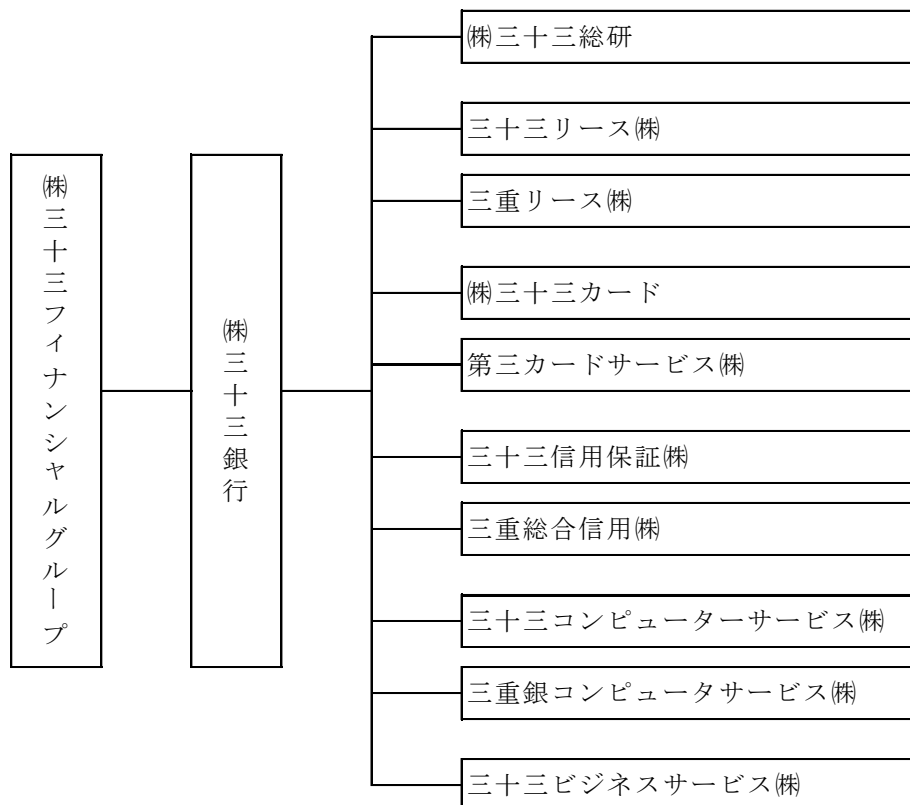 ㈱三十三フィナンシャルグループ
㈱三十三銀行
㈱三十三総研
三十三リース㈱
三重リース㈱
㈱三十三カード
第三カードサービス㈱
三十三信用保証㈱
三重総合信用㈱
三十三コンピューターサービス㈱
三重銀コンピュータサービス㈱
三十三ビジネスサービス㈱